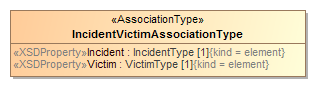 «AssociationType»
IncidentVictimAssociationType
«XSDProperty»Incident : IncidentType [1]{kind = element}
«XSDProperty»Victim : VictimType [1]{kind = element}